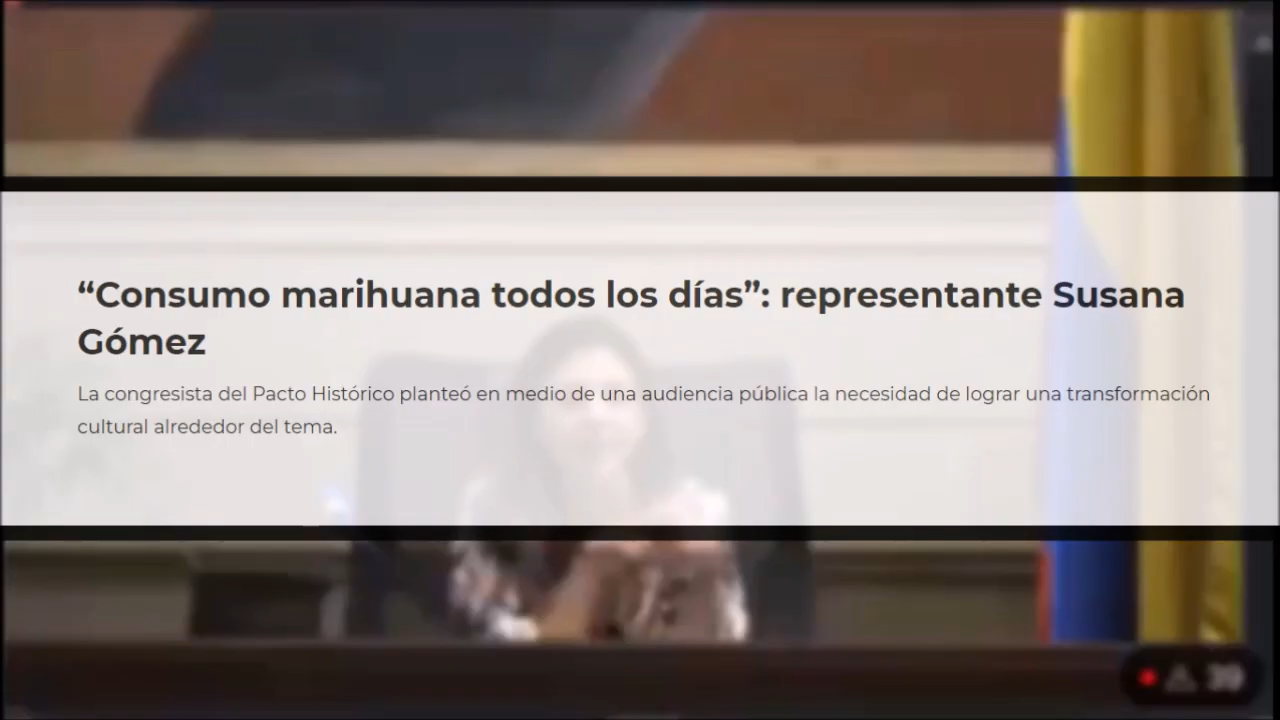 “Consumo marihuana todos los días”: representante Susana
Gómez
La congresista del Pacto Histórico planteó en medio de una audiencia pública la necesidad de lograr una transformación
cultural alrededor del tema.
39